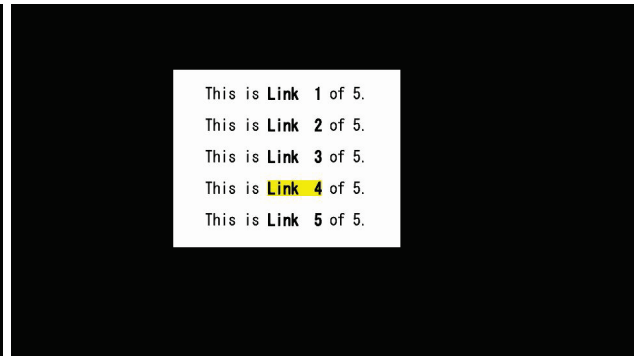 This is Link 1 of 5.
This is Link 2 of 5.
This is Link 3 of 5.
This is Link 4 of 5.
This is Link 5 of 5.